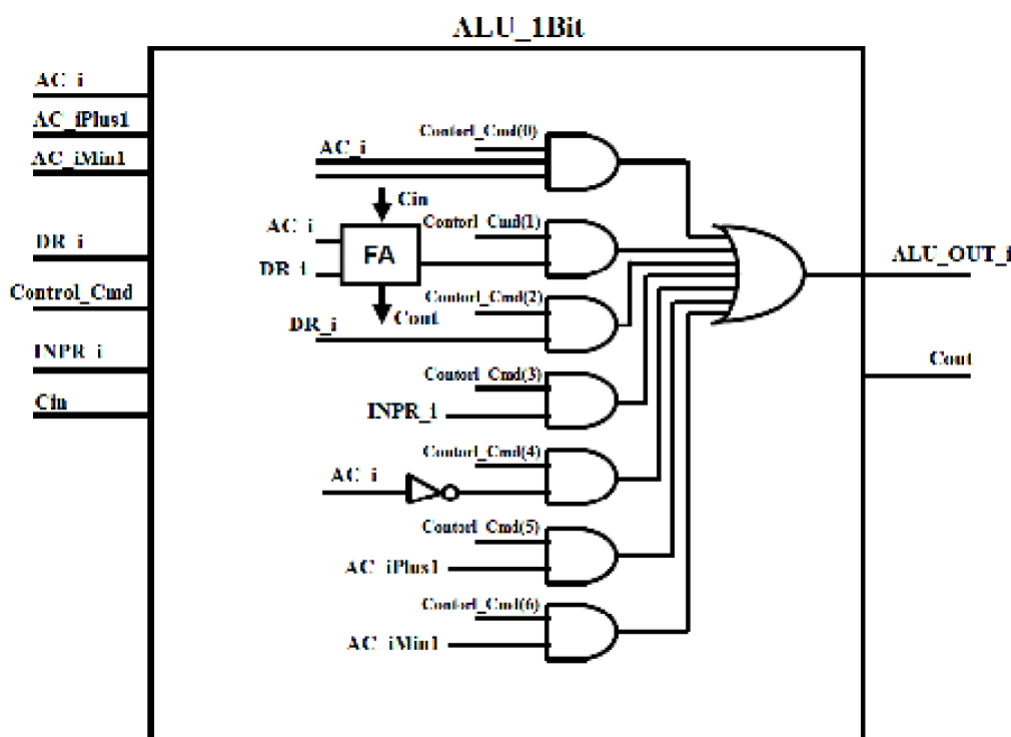 ALU_1Bit
AC_i
AC_iPlus1
AC_iMin1
DR_i
Control_Cmd
INPR_i
Cin
Contorl_Cmd(0)
AC_i
Cin
Contorl_Cmd(1)
AC_i
FA
DR_i
Contorl_Cmd(2)
Cout
DR_i
Contorl_Cmd(3)
INPR_i
Contorl_Cmd(4)
AC_i
Contorl_Cmd(5)
AC_iPlus1
Contorl_Cmd(6)
AC_iMin1
ALU_OUT_i
Cout